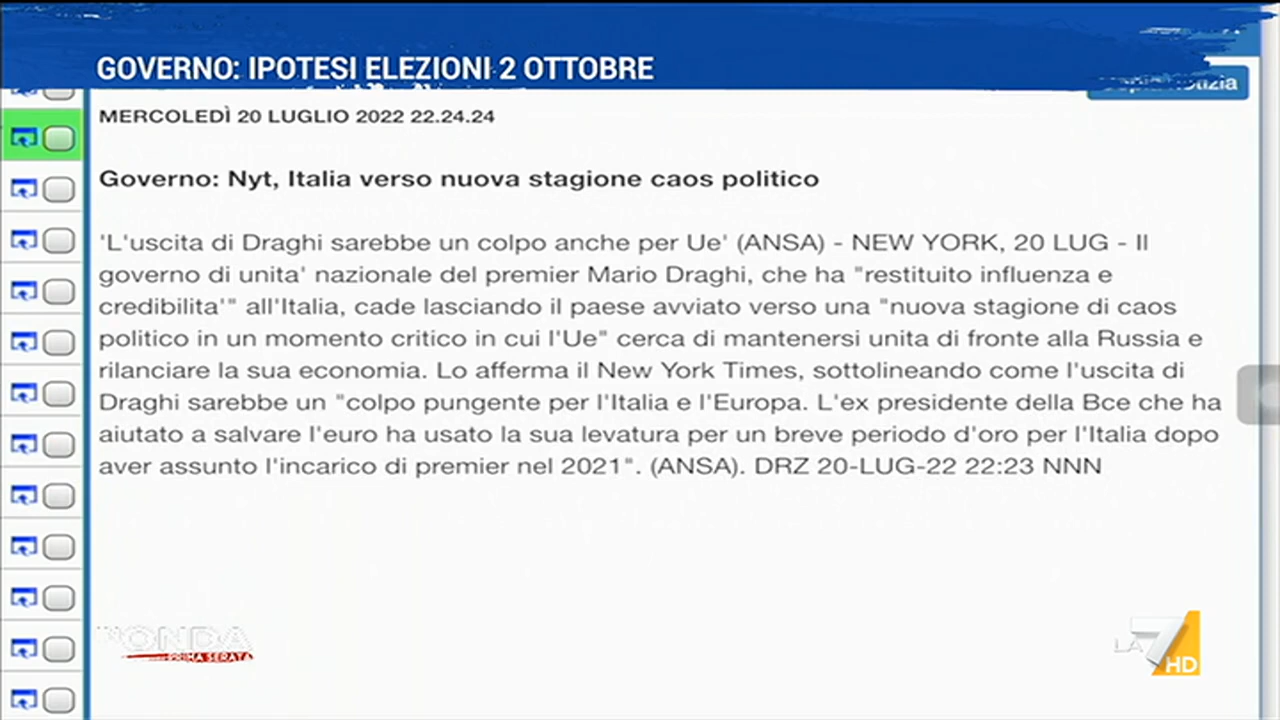 GOVERNO: IPOTESI ELEZIONI 2 OTTOBRE
MERCOLEDÌ 20 LUGLIO 2022 22.24.24
Governo: Nyt, Italia verso nuova stagione caos politico
'L'uscita di Draghi sarebbe un colpo anche per Ue' (ANSA) - NEW YORK, 20 LUG - Il
governo di unita' nazionale del premier Mario Draghi, che ha "restituito influenza e
credibilita'" all'Italia, cade lasciando il paese avviato verso una "nuova stagione di caos
politico in un momento critico in cui l'Ue" cerca di mantenersi unita di fronte alla Russia e
rilanciare la sua economia. Lo afferma il New York Times, sottolineando come l'uscita di
Draghi sarebbe un "colpo pungente per l'Italia e l'Europa. L'ex presidente della Bce che ha
aiutato a salvare l'euro ha usato la sua levatura per un breve periodo d'oro per l'Italia dopo
aver assunto l'incarico di premier nel 2021". (ANSA). DRZ 20-LUG-22 22:23 NNN
ONDA
PRIMA SERATA
LA7
HD